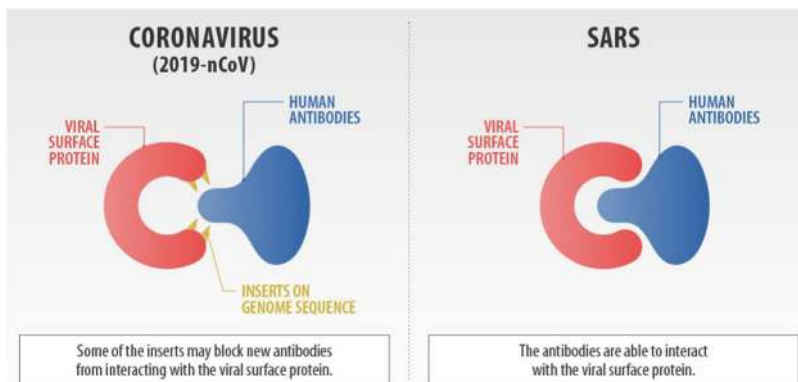 CORONAVIRUS
(2019-nCoV)
VIRAL
SURFACE
PROTEIN
HUMAN
ANTIBODIES
INSERTS ON
GENOME SEQUENCE
Some of the inserts may block new antibodies
from interacting with the viral surface protein.
SARS
VIRAL
SURFACE
PROTEIN
HUMAN
ANTIBODIES
The antibodies are able to interact
with the viral surface protein.